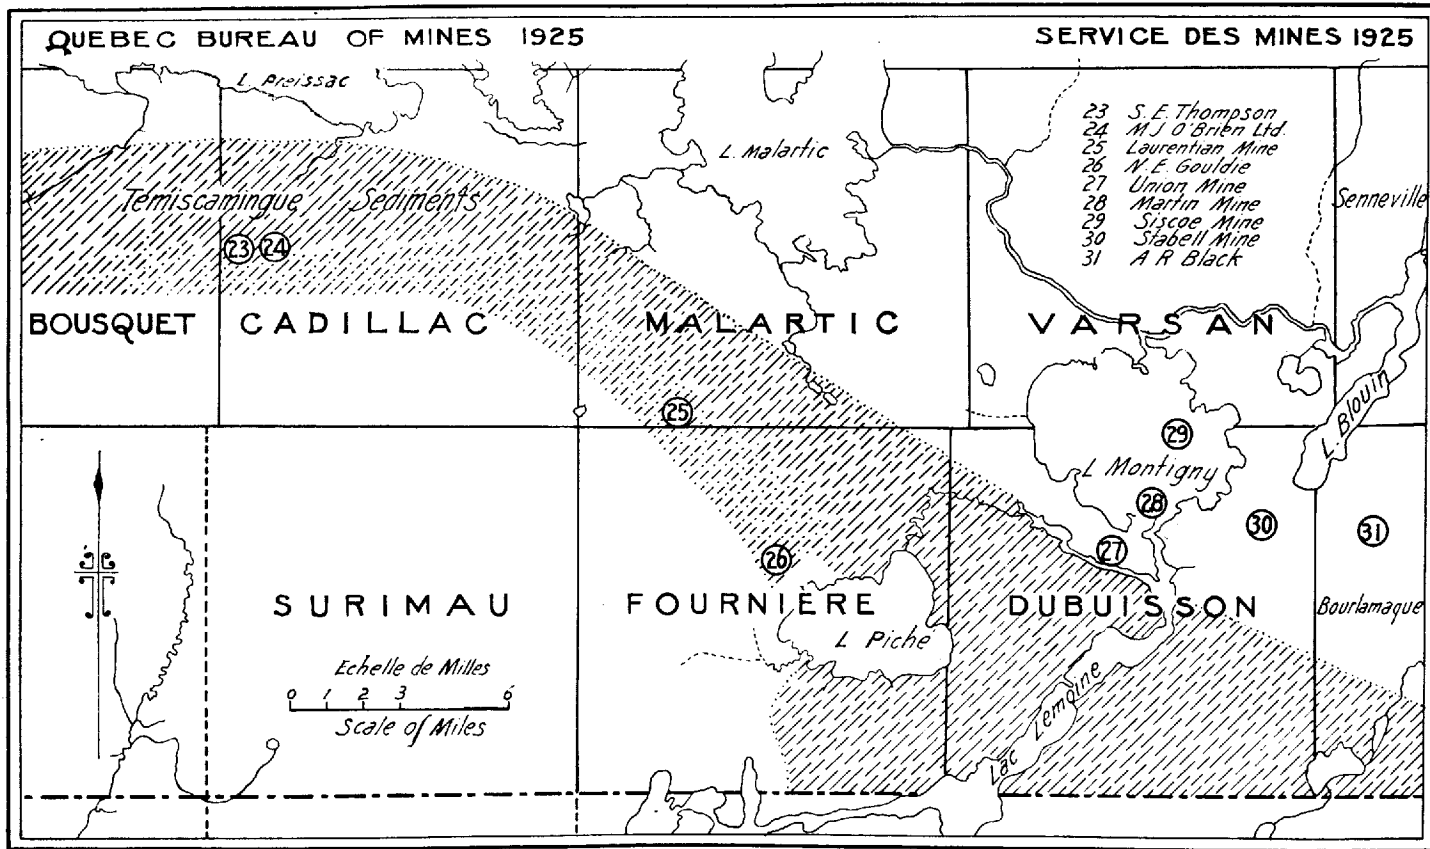 QUEBEC BUREAU OF MINES 1925
SERVICE DES MINES 1925
L. Preissac
L. Malartic
23 S. E. Thompson
24 M J O'Brien Ltd.
25 Laurentian Mine
26 N. E. Gouldie
27 Union Mine
28 Martin Mine
29 Siscoe Mine
30 Stabell Mine
31 A R Black
Senneville
Temiscamingue Sediments
23 24
BOUSQUET CADILLAC MALARTIC VARSAN
L. Blouin
25
29
L Montigny
28
30
31
27
26
SURIMAU FOURNIÈRE DUBUISSON Bourlamaque
L Piché
Echelle de Milles
0 1 2 3 6
Scale of Miles
Lac Lemoine